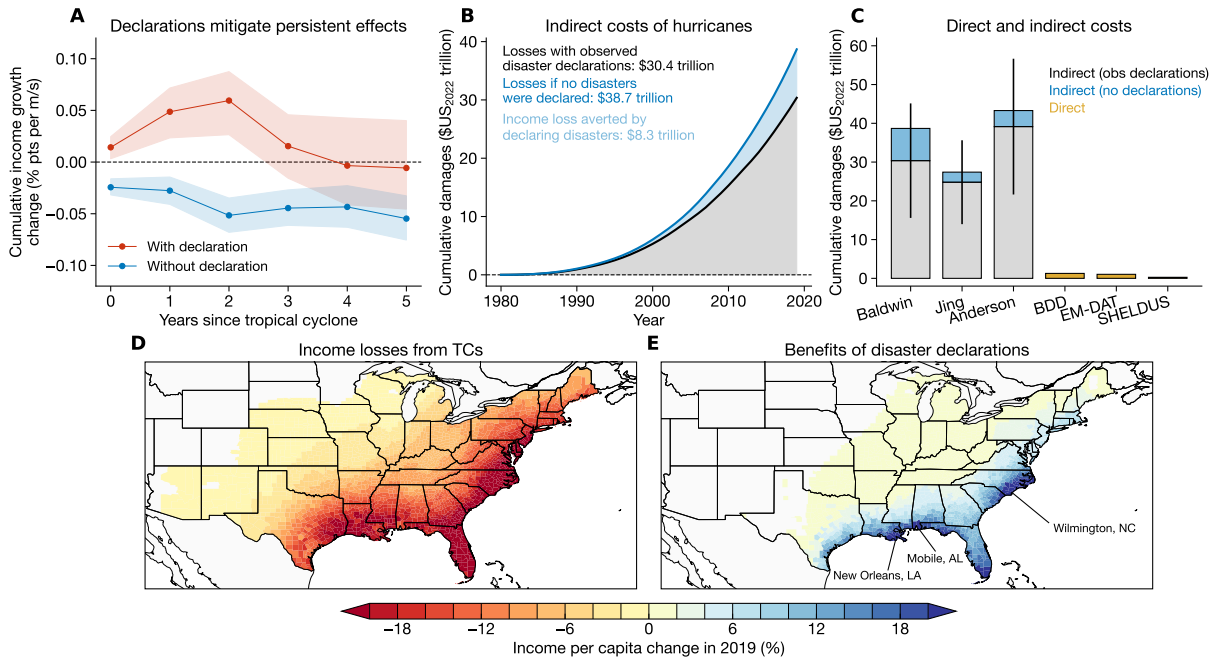 A
Declarations mitigate persistent effects
Cumulative income growth
change (% pts per m/s)
0.10
0.05
0.00
−0.05
−0.10
With declaration
Without declaration
0 1 2 3 4 5
Years since tropical cyclone
B
Indirect costs of hurricanes
Cumulative damages ($US2022 trillion)
40
30
20
10
0
Losses with observed
disaster declarations: $30.4 trillion
Losses if no disasters
were declared: $38.7 trillion
Income loss averted by
declaring disasters: $8.3 trillion
1980 1990 2000 2010 2020
Year
C
Direct and indirect costs
Cumulative damages ($US2022 trillion)
60
50
40
30
20
10
0
Indirect (obs declarations)
Indirect (no declarations)
Direct
Baldwin
Jing
Anderson
BDD
EM-DAT
SHELDUS
D
Income losses from TCs
E
Benefits of disaster declarations
Wilmington, NC
Mobile, AL
New Orleans, LA
−18 −12 −6 0 6 12 18
Income per capita change in 2019 (%)